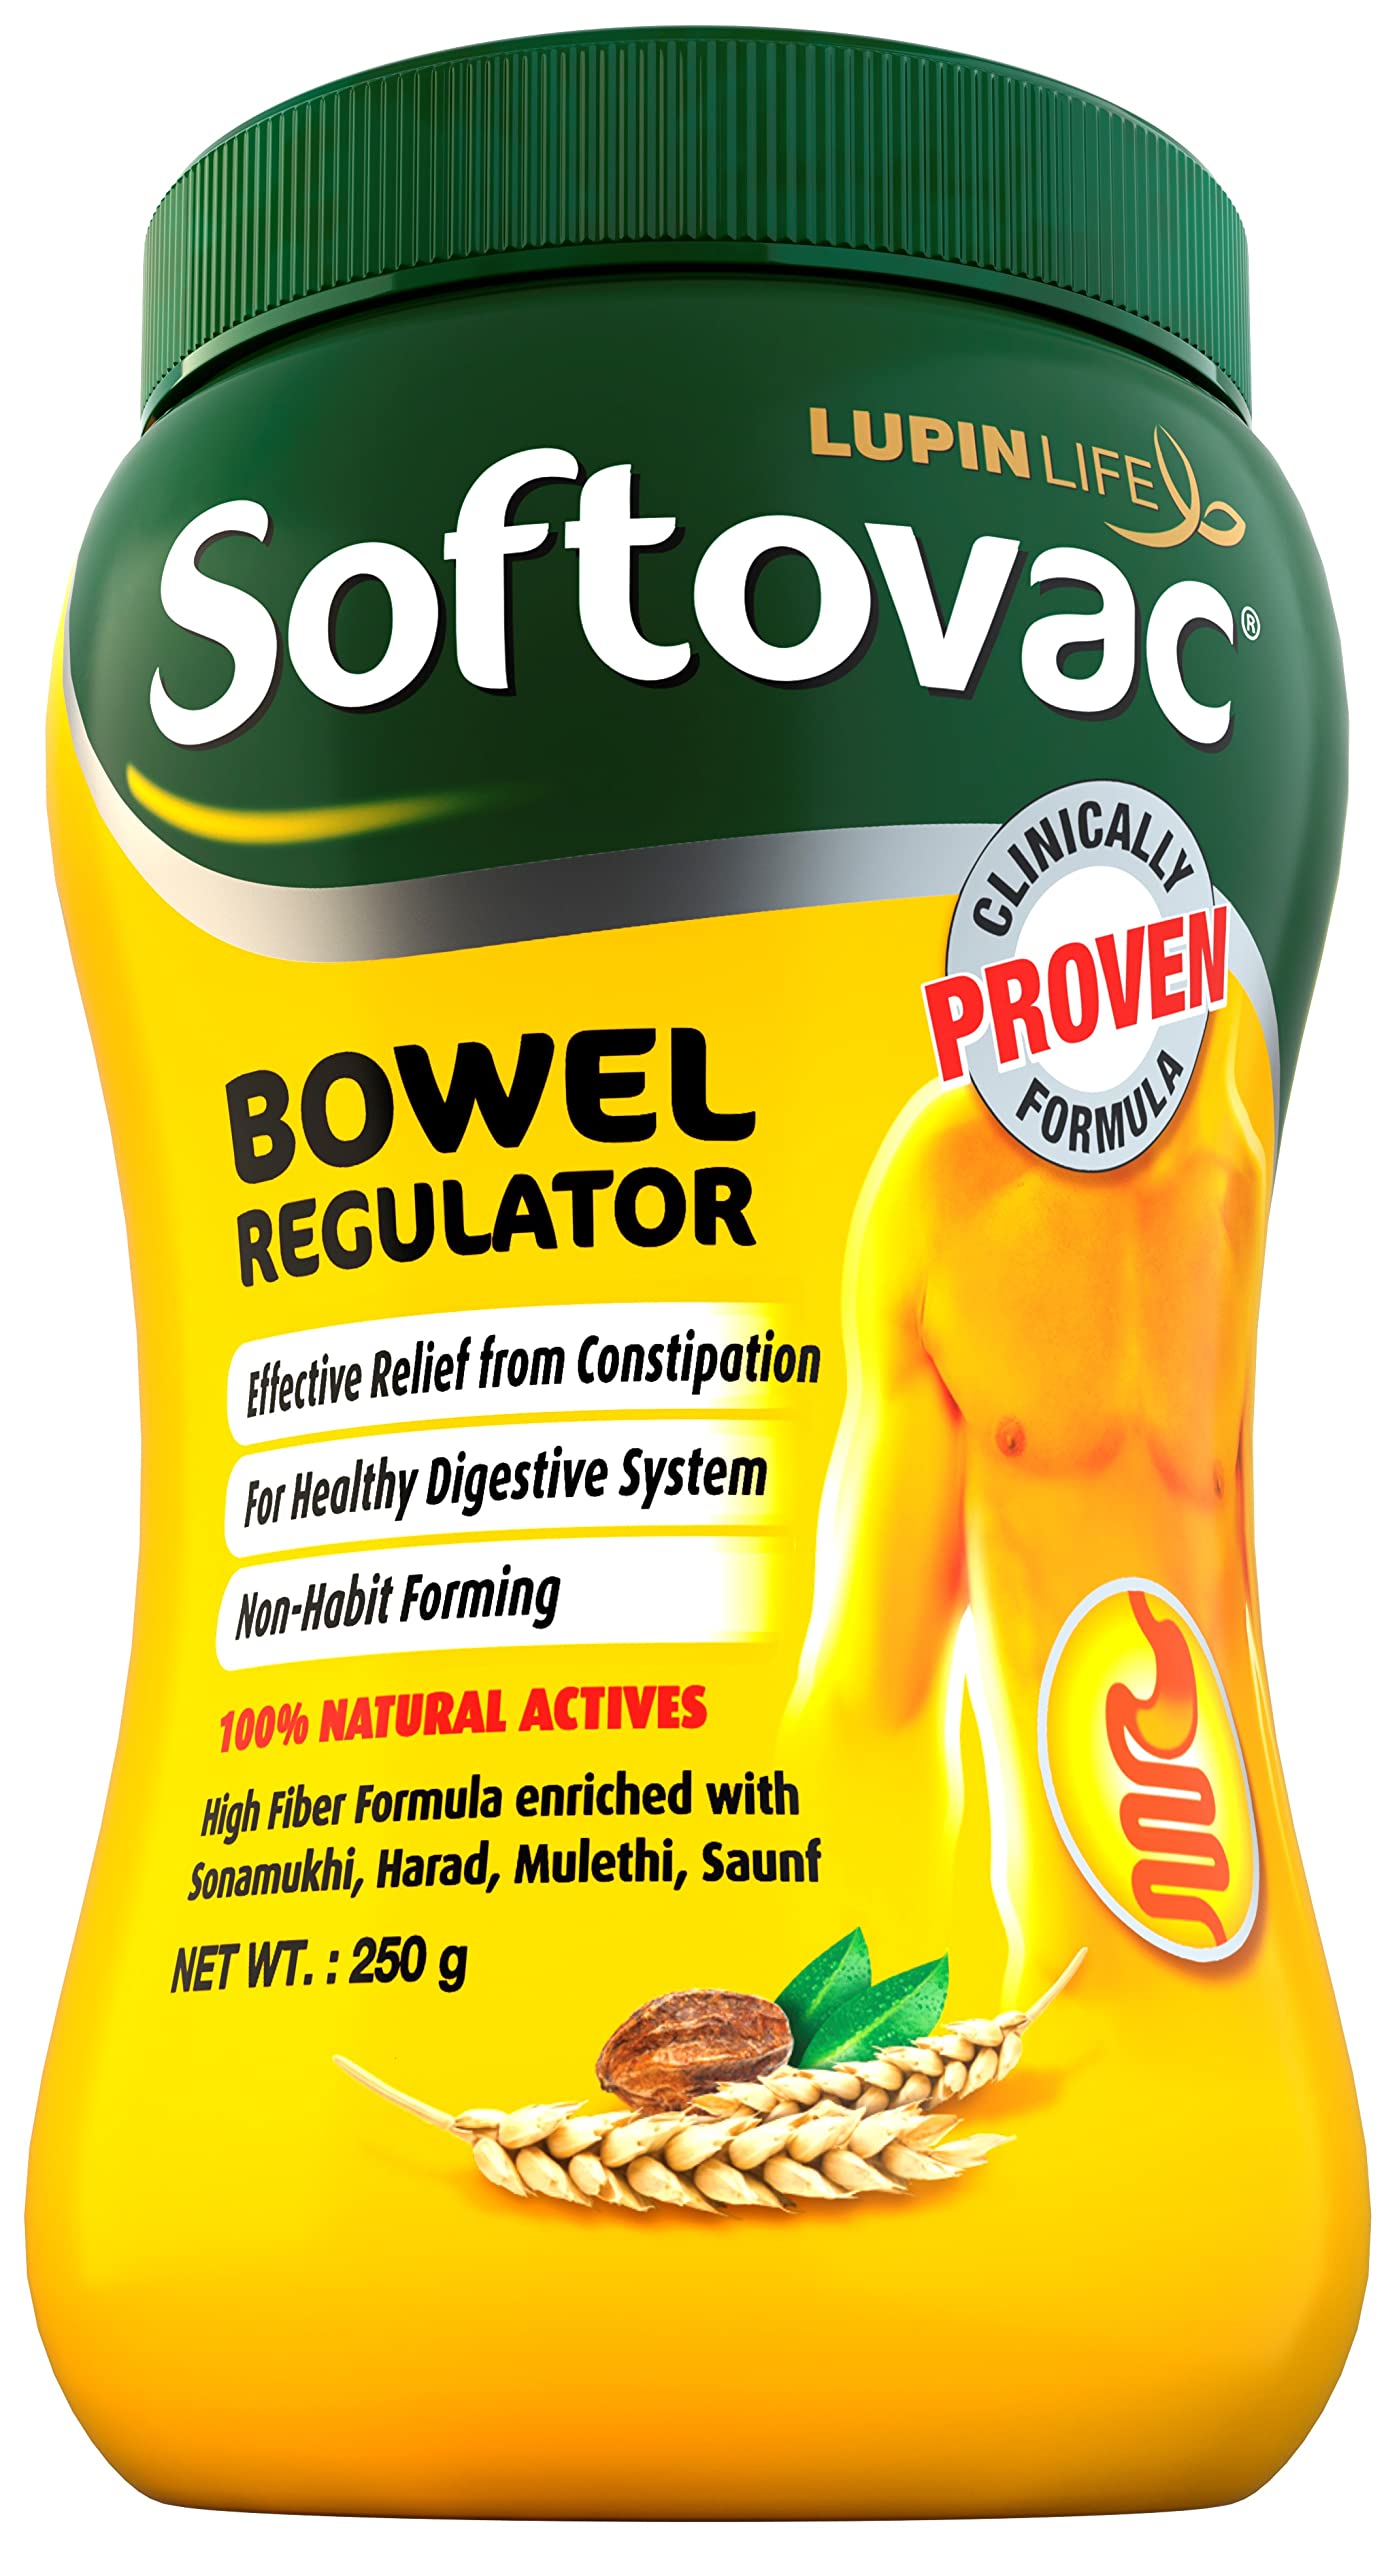 LUPIN LIFE
Softovac®
CLINICALLY
PROVEN
FORMULA
BOWEL
REGULATOR
Effective Relief from Constipation
For Healthy Digestive System
Non-Habit Forming
100% NATURAL ACTIVES
High Fiber Formula enriched with
Sonamukhi, Harad, Mulethi, Saunf
NET WT. : 250 g